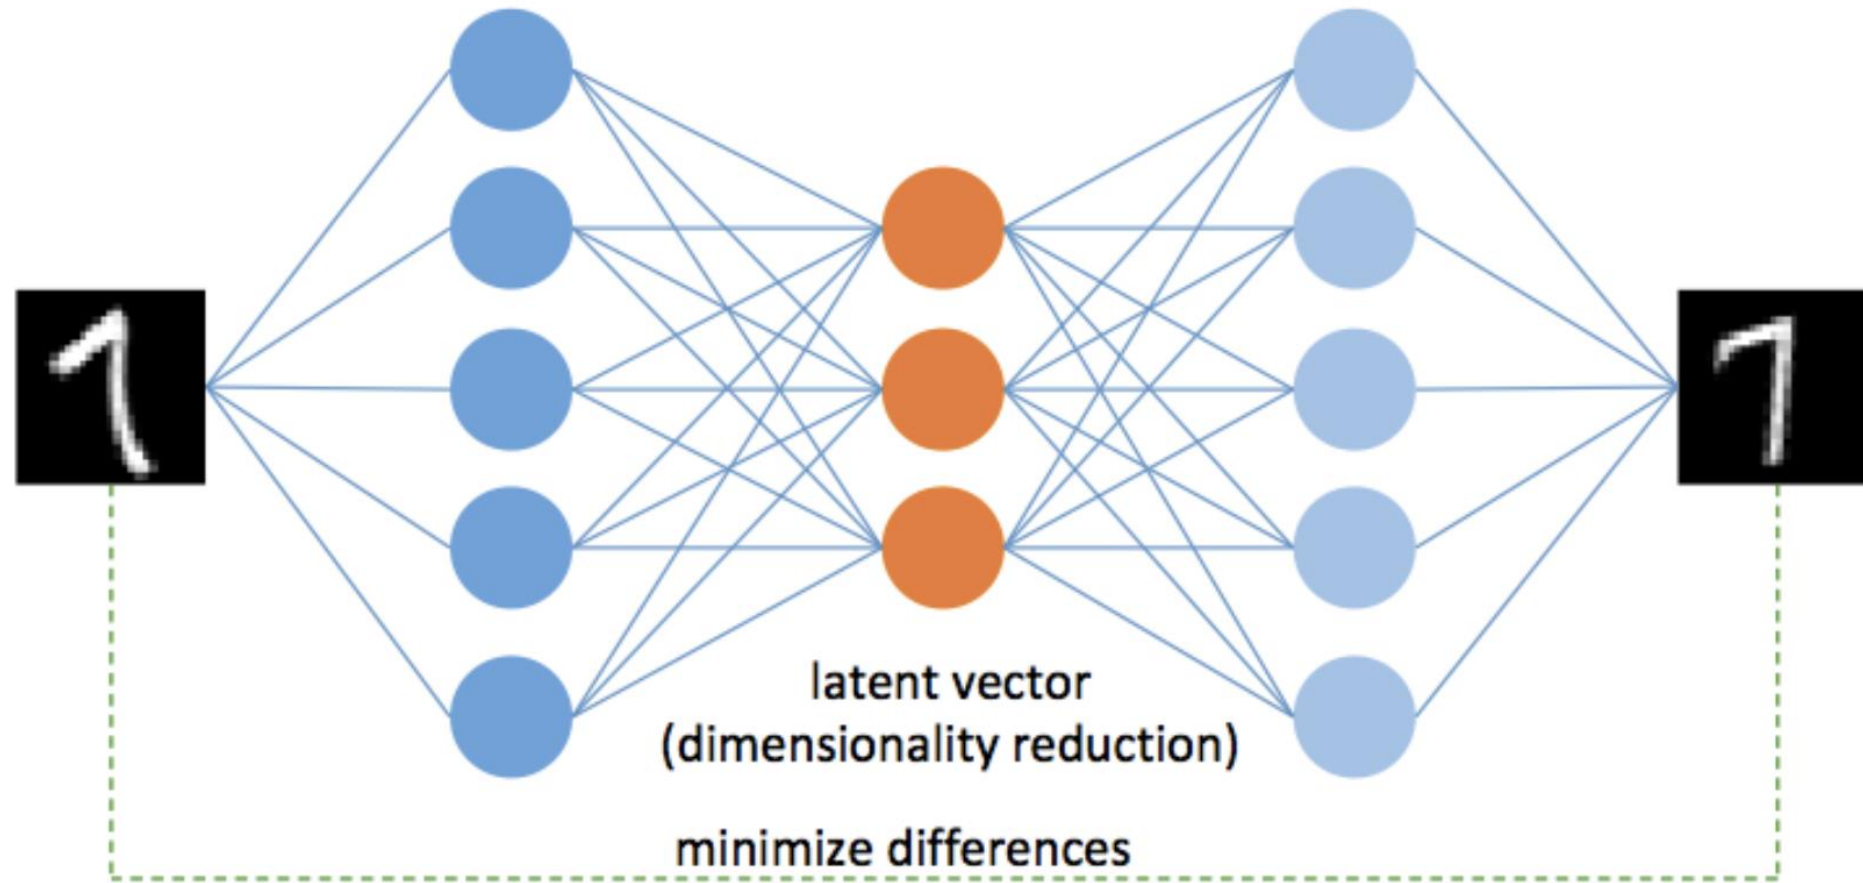 latent vector
(dimensionality reduction)
minimize differences